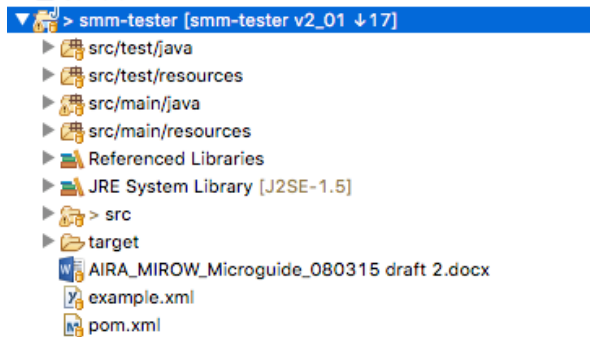 > smm-tester [smm-tester v2_01 ↓17]
src/test/java
src/test/resources
src/main/java
src/main/resources
Referenced Libraries
JRE System Library [J2SE-1.5]
> src
target
AIRA_MIROW_Microguide_080315 draft 2.docx
example.xml
pom.xml